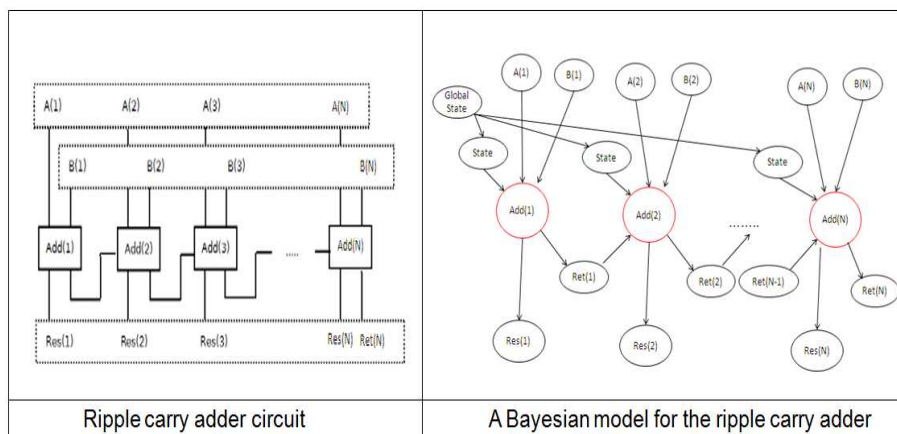 A(1) A(2) A(3) A(N)
B(1) B(2) B(3) B(N)
Add(1) Add(2) Add(3) ..... Add(N)
Res(1) Res(2) Res(3) Res(N) Ret(N)
Ripple carry adder circuit
A(1) B(1) A(2) B(2) A(N) B(N)
Global
State
State State State
Add(1) Add(2) ........ Add(N)
Ret(1) Ret(2) Ret(N-1) Ret(N)
Res(1) Res(2) Res(N)
A Bayesian model for the ripple carry adder